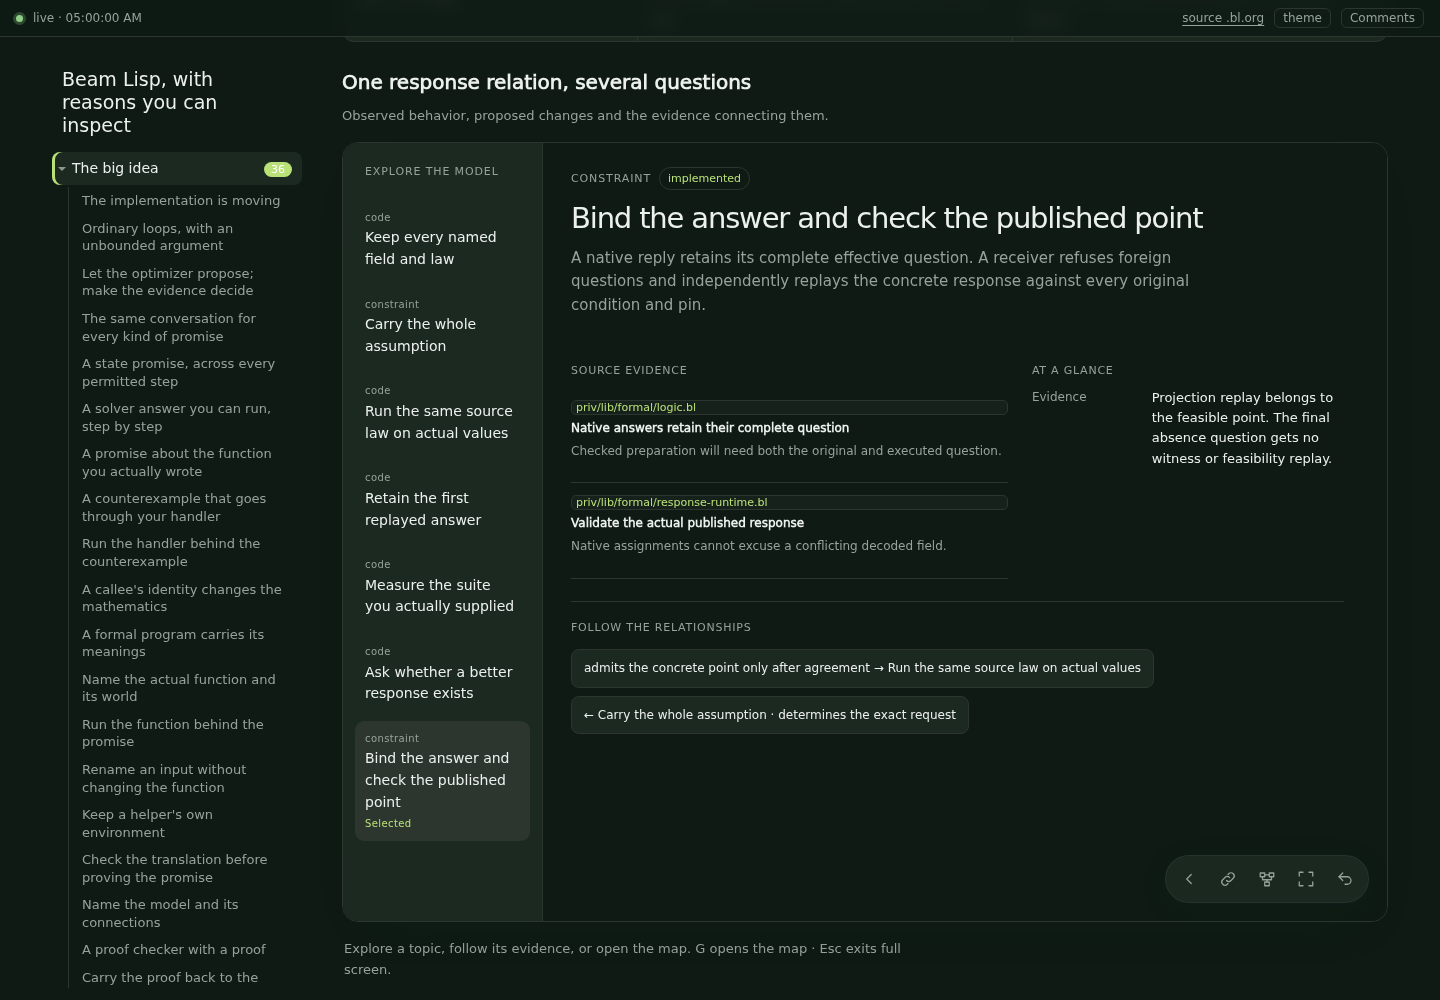 live · 05:00:00 AM
source .bl.org
theme
Comments
Beam Lisp, with
reasons you can
inspect
The big idea
36
The implementation is moving
Ordinary loops, with an
unbounded argument
Let the optimizer propose;
make the evidence decide
The same conversation for
every kind of promise
A state promise, across every
permitted step
A solver answer you can run,
step by step
A promise about the function
you actually wrote
A counterexample that goes
through your handler
Run the handler behind the
counterexample
A callee's identity changes the
mathematics
A formal program carries its
meanings
Name the actual function and
its world
Run the function behind the
promise
Rename an input without
changing the function
Keep a helper's own
environment
Check the translation before
proving the promise
Name the model and its
connections
A proof checker with a proof
Carry the proof back to the
One response relation, several questions
Observed behavior, proposed changes and the evidence connecting them.
EXPLORE THE MODEL
code
Keep every named
field and law
constraint
Carry the whole
assumption
code
Run the same source
law on actual values
code
Retain the first
replayed answer
code
Measure the suite
you actually supplied
code
Ask whether a better
response exists
constraint
Bind the answer and
check the published
point
Selected
CONSTRAINT implemented
Bind the answer and check the published point
A native reply retains its complete effective question. A receiver refuses foreign
questions and independently replays the concrete response against every original
condition and pin.
SOURCE EVIDENCE
priv/lib/formal/logic.bl
Native answers retain their complete question
Checked preparation will need both the original and executed question.
priv/lib/formal/response-runtime.bl
Validate the actual published response
Native assignments cannot excuse a conflicting decoded field.
AT A GLANCE
Evidence
Projection replay belongs to
the feasible point. The final
absence question gets no
witness or feasibility replay.
FOLLOW THE RELATIONSHIPS
admits the concrete point only after agreement → Run the same source law on actual values
← Carry the whole assumption · determines the exact request
Explore a topic, follow its evidence, or open the map. G opens the map · Esc exits full
screen.